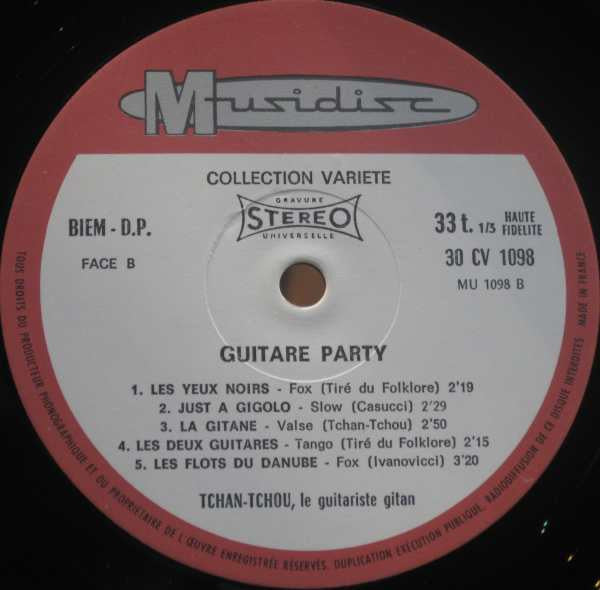 Musidisc
COLLECTION VARIETE
GRAVURE
STEREO
UNIVERSELLE
BIEM - D.P.
FACE B
33 t. 1/3 HAUTE FIDELITE
30 CV 1098
MU 1098 B
GUITARE PARTY
1. LES YEUX NOIRS - Fox (Tiré du Folklore) 2'19
2. JUST A GIGOLO - Slow (Casucci) 2'29
3. LA GITANE - Valse (Tchan-Tchou) 2'50
4. LES DEUX GUITARES - Tango (Tiré du Folklore) 2'15
5. LES FLOTS DU DANUBE - Fox (Ivanovicci) 3'20
TCHAN-TCHOU, le guitariste gitan
TOUS DROITS DU PRODUCTEUR PHONOGRAPHIQUE ET DU PROPRIETAIRE DE L'ŒUVRE ENREGISTRÉE RÉSERVÉS. DUPLICATION EXÉCUTION PUBLIQUE, RADIODIFFUSION DE CE DISQUE INTERDITES MADE IN FRANCE